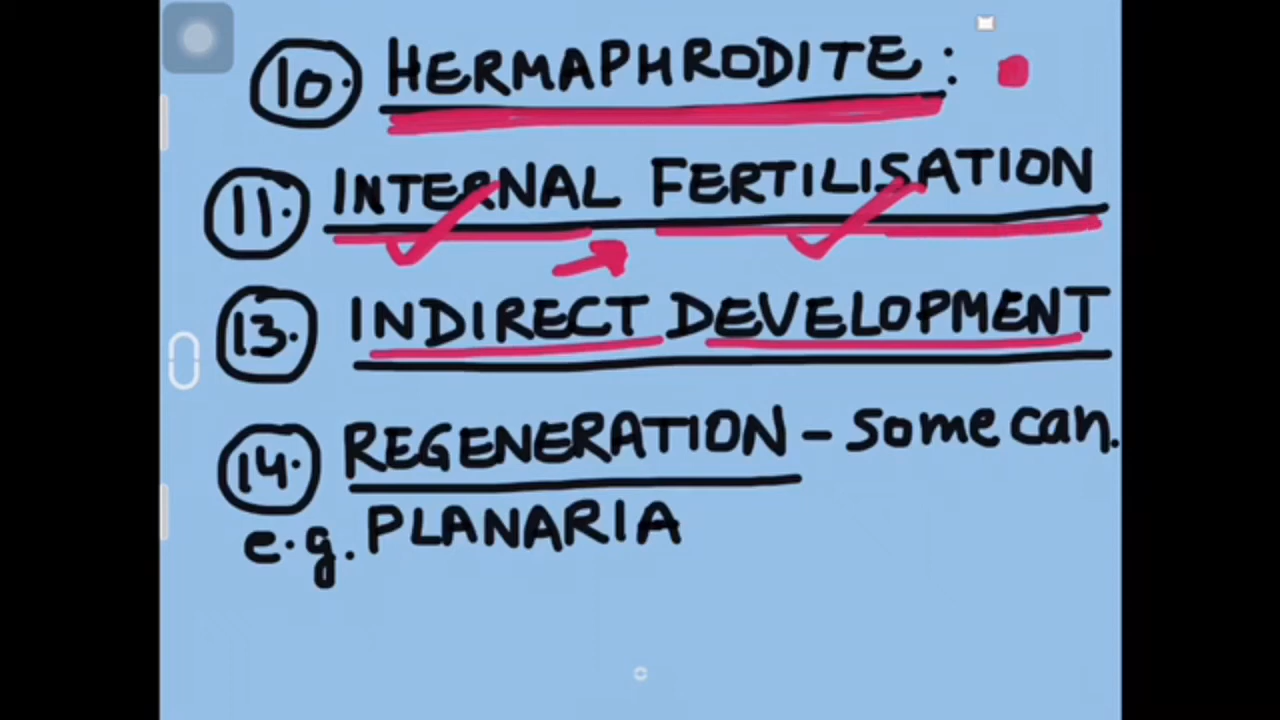 10. HERMAPHRODITE:
11. INTERNAL FERTILISATION
13. INDIRECT DEVELOPMENT
14. REGENERATION - some can.
e.g. PLANARIA